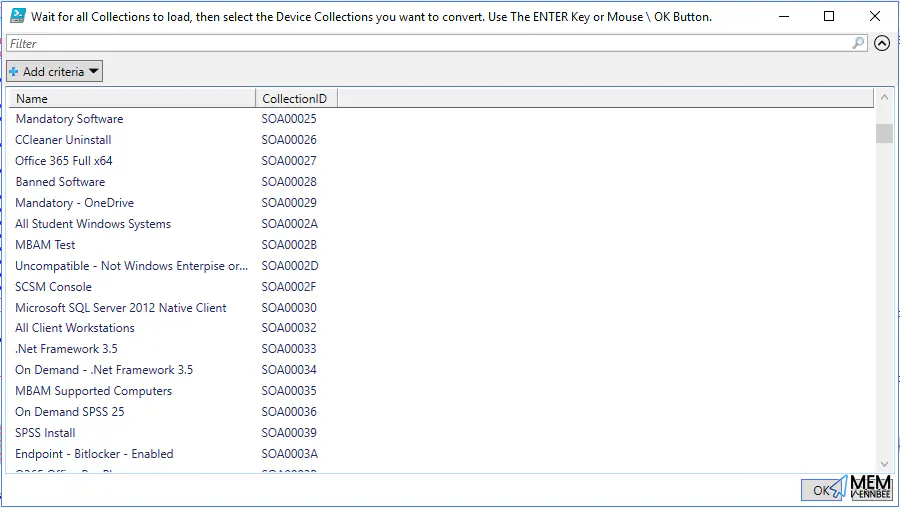 Wait for all Collections to load, then select the Device Collections you want to convert. Use The ENTER Key or Mouse \ OK Button.
Filter
Add criteria
Name CollectionID
Mandatory Software SOA00025
CCleaner Uninstall SOA00026
Office 365 Full x64 SOA00027
Banned Software SOA00028
Mandatory - OneDrive SOA00029
All Student Windows Systems SOA0002A
MBAM Test SOA0002B
Uncompatible - Not Windows Enterpise or... SOA0002D
SCSM Console SOA0002F
Microsoft SQL Server 2012 Native Client SOA00030
All Client Workstations SOA00032
.Net Framework 3.5 SOA00033
On Demand - .Net Framework 3.5 SOA00034
MBAM Supported Computers SOA00035
On Demand SPSS 25 SOA00036
SPSS Install SOA00039
Endpoint - Bitlocker - Enabled SOA0003A
OK
MEM
VENNBEE